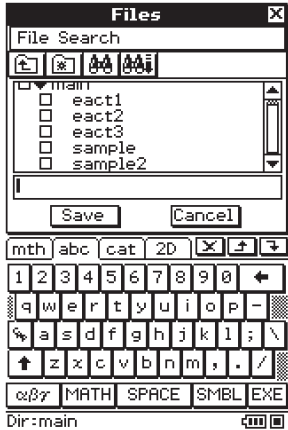 Files
File Search
main
eact1
eact2
eact3
sample
sample2
Save Cancel
mth abc cat 2D
1 2 3 4 5 6 7 8 9 0
q w e r t y u i o p -
a s d f g h j k l ; \
z x c v b n m , . /
αβγ MATH SPACE SMBL EXE
Dir:main